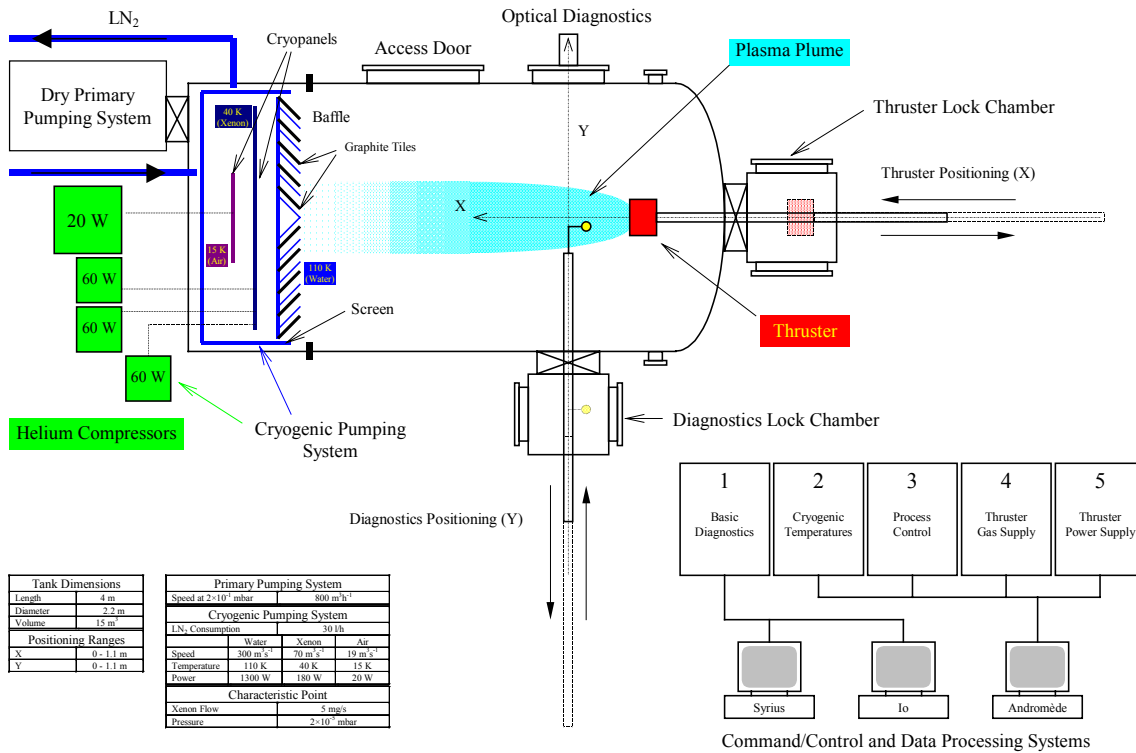 LN2
Cryopanels
Access Door
Optical Diagnostics
Plasma Plume
Dry Primary
Pumping System
40 K
(Xenon)
Baffle
Graphite Tiles
Thruster Lock Chamber
Thruster Positioning (X)
Y
X
20 W
15 K
(Air)
110 K
(Water)
60 W
60 W
60 W
Screen
Thruster
Helium Compressors
Cryogenic Pumping
System
Diagnostics Lock Chamber
Diagnostics Positioning (Y)
1
Basic
Diagnostics
2
Cryogenic
Temperatures
3
Process
Control
4
Thruster
Gas Supply
5
Thruster
Power Supply
Tank Dimensions
Length 4 m
Diameter 2.2 m
Volume 15 m³
Positioning Ranges
X 0 - 1.1 m
Y 0 - 1.1 m
Primary Pumping System
Speed at 2×10⁻¹ mbar 800 m³h⁻¹
Cryogenic Pumping System
LN2 Consumption 30 l/h
Water Xenon Air
Speed 300 m³s⁻¹ 70 m³s⁻¹ 19 m³s⁻¹
Temperature 110 K 40 K 15 K
Power 1300 W 180 W 20 W
Characteristic Point
Xenon Flow 5 mg/s
Pressure 2×10⁻⁵ mbar
Syrius
Io
Andromède
Command/Control and Data Processing Systems